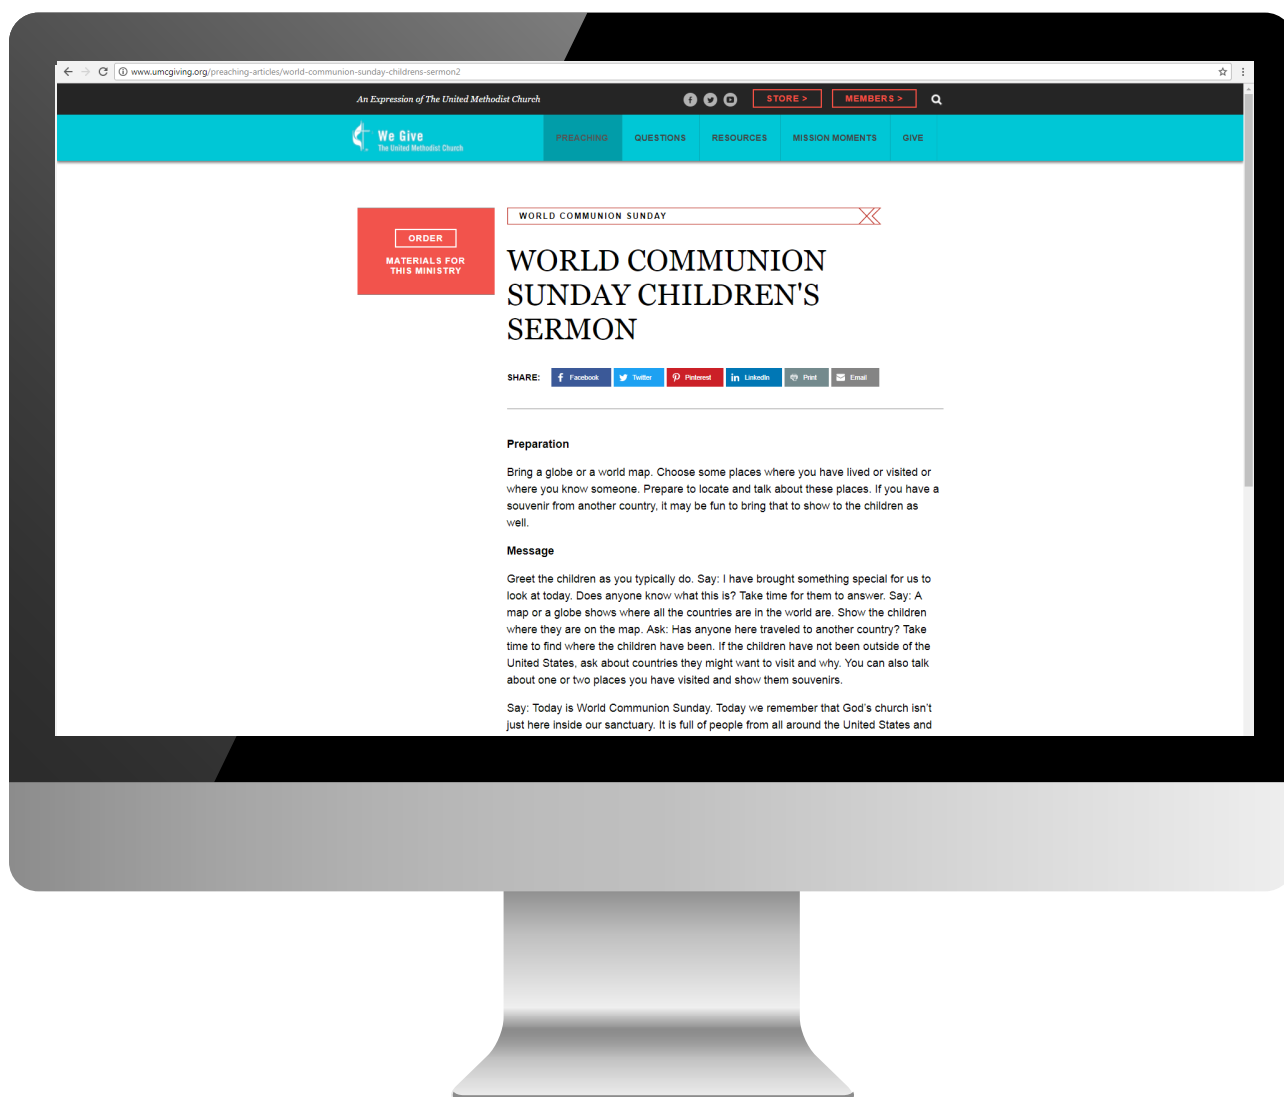 www.umcgiving.org/preaching-articles/world-communion-sunday-childrens-sermon2
An Expression of The United Methodist Church
STORE >
MEMBERS >
We Give
The United Methodist Church
PREACHING
QUESTIONS
RESOURCES
MISSION MOMENTS
GIVE
ORDER
MATERIALS FOR
THIS MINISTRY
WORLD COMMUNION SUNDAY
WORLD COMMUNION
SUNDAY CHILDREN'S
SERMON
SHARE:
Facebook
Twitter
Pinterest
LinkedIn
Print
Email
Preparation
Bring a globe or a world map. Choose some places where you have lived or visited or
where you know someone. Prepare to locate and talk about these places. If you have a
souvenir from another country, it may be fun to bring that to show to the children as
well.
Message
Greet the children as you typically do. Say: I have brought something special for us to
look at today. Does anyone know what this is? Take time for them to answer. Say: A
map or a globe shows where all the countries are in the world are. Show the children
where they are on the map. Ask: Has anyone here traveled to another country? Take
time to find where the children have been. If the children have not been outside of the
United States, ask about countries they might want to visit and why. You can also talk
about one or two places you have visited and show them souvenirs.
Say: Today is World Communion Sunday. Today we remember that God's church isn't
just here inside our sanctuary. It is full of people from all around the United States and